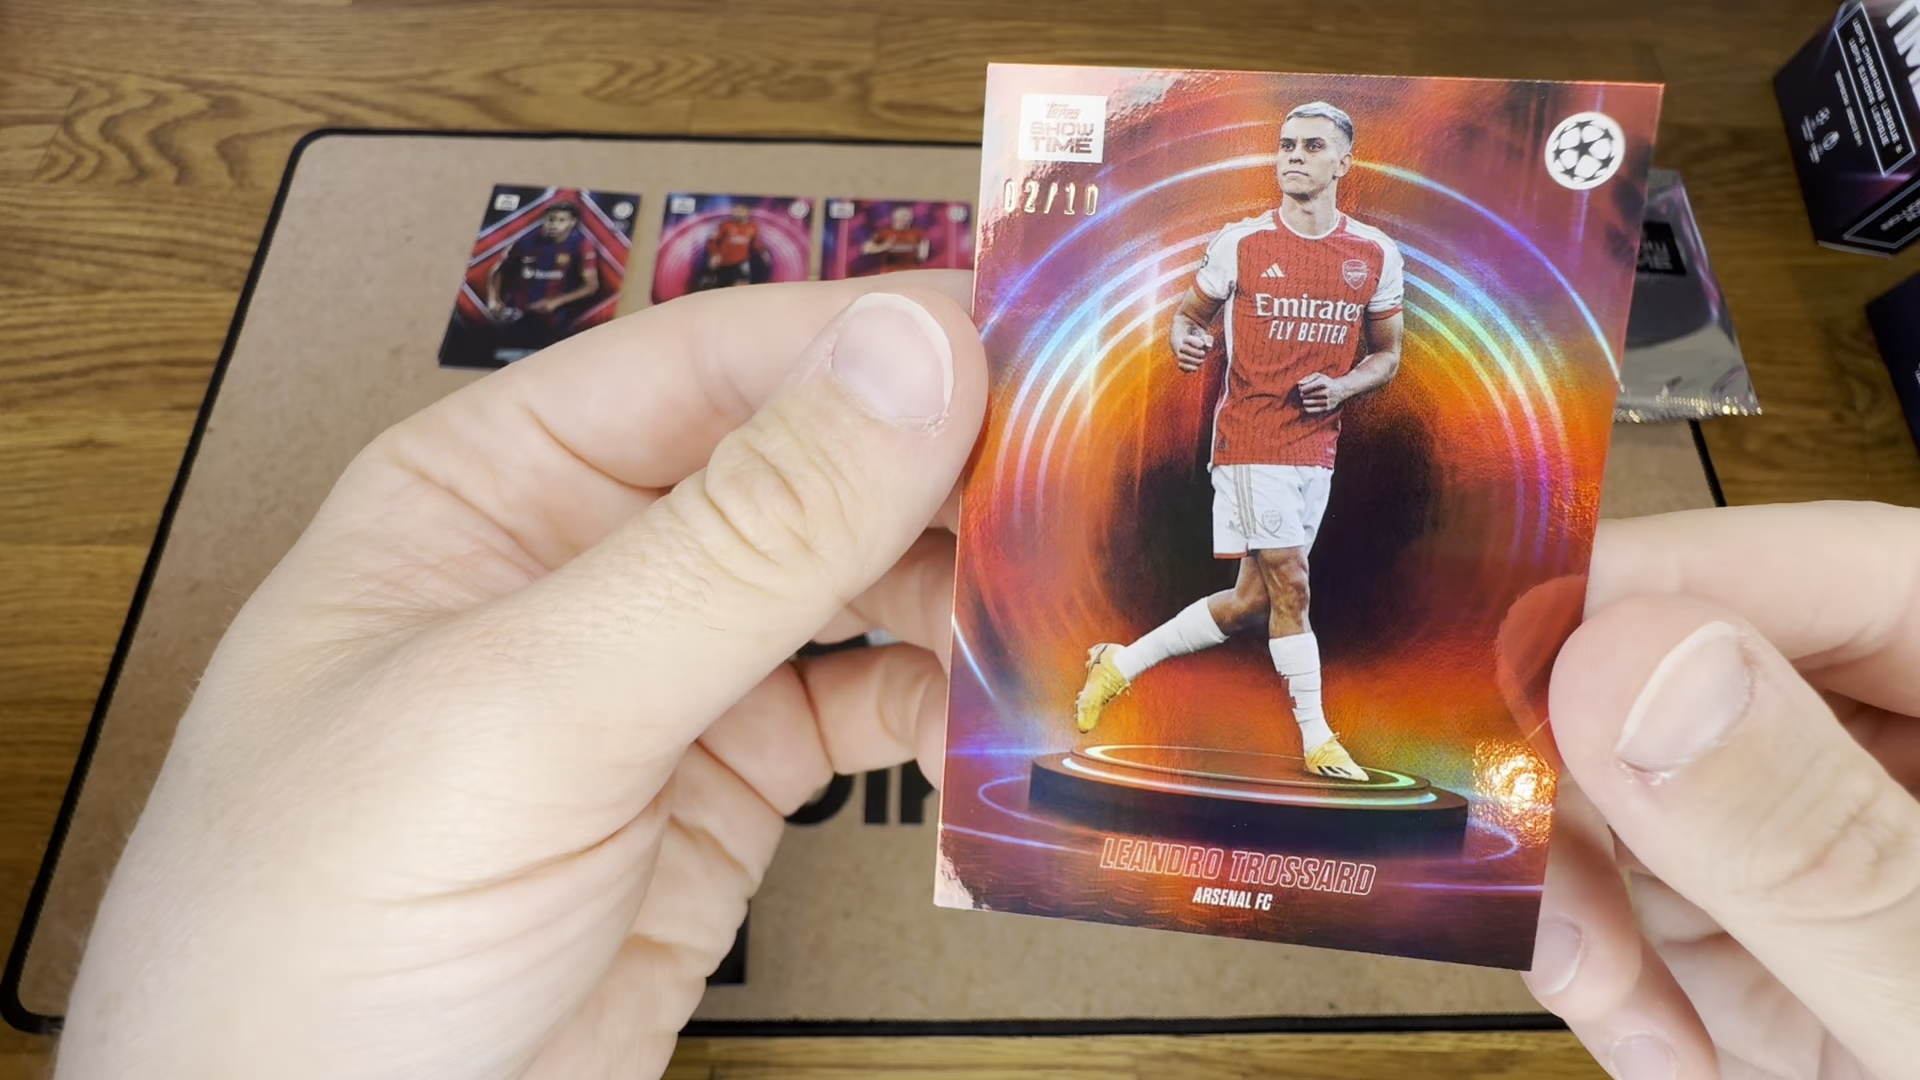 Topps
SHOW
TIME
02/10
Emirates
FLY BETTER
LEANDRO TROSSARD
ARSENAL FC